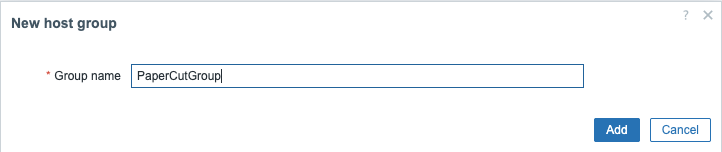 New host group
?
* Group name PaperCutGroup
Add Cancel